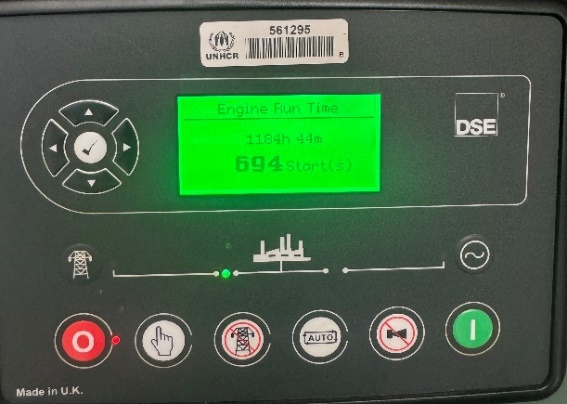 561295
UNHCR
B
Engine Run Time
1184h 44m
694 Start(s)
DSE
O
AUTO
I
Made in U.K.